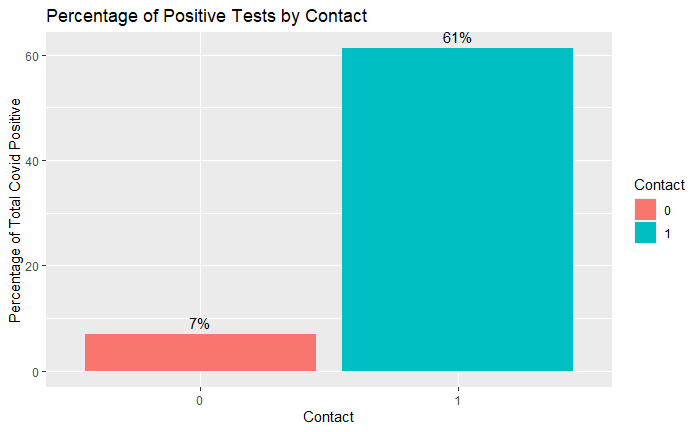 Percentage of Positive Tests by Contact
Percentage of Total Covid Positive
60
40
20
0
7%
61%
0
1
Contact
Contact
0
1